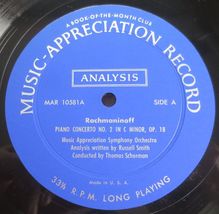 A BOOK-OF-THE-MONTH CLUB
MUSIC-APPRECIATION RECORD
ANALYSIS
MAR 10581A
SIDE A
Rachmaninoff
PIANO CONCERTO NO. 2 IN C MINOR, OP. 18
Music Appreciation Symphony Orchestra
Analysis written by Russell Smith
Conducted by Thomas Scherman
Made in U. S. A.
33⅓ R.P.M. LONG PLAYING